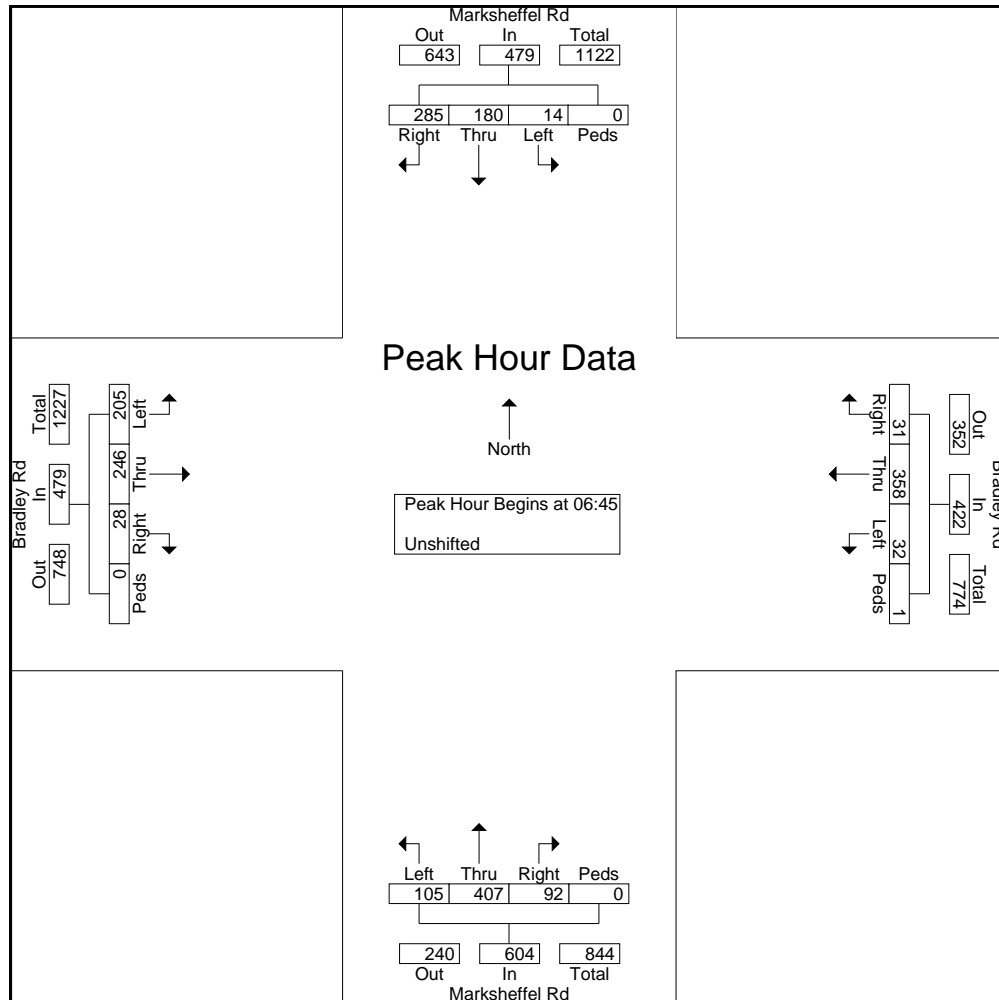 Marksheffel Rd
Out In Total
643 479 1122
285 180 14 0
Right Thru Left Peds
Peak Hour Data
North
Peak Hour Begins at 06:45
Unshifted
Bradley Rd
Total In Out
1227 479 748
205 246 28 0
Left Thru Right Peds
Right Thru Left Peds
31 358 32 1
352 422 774
Out In Total
Bradley Rd
Left Thru Right Peds
105 407 92 0
240 604 844
Out In Total
Marksheffel Rd